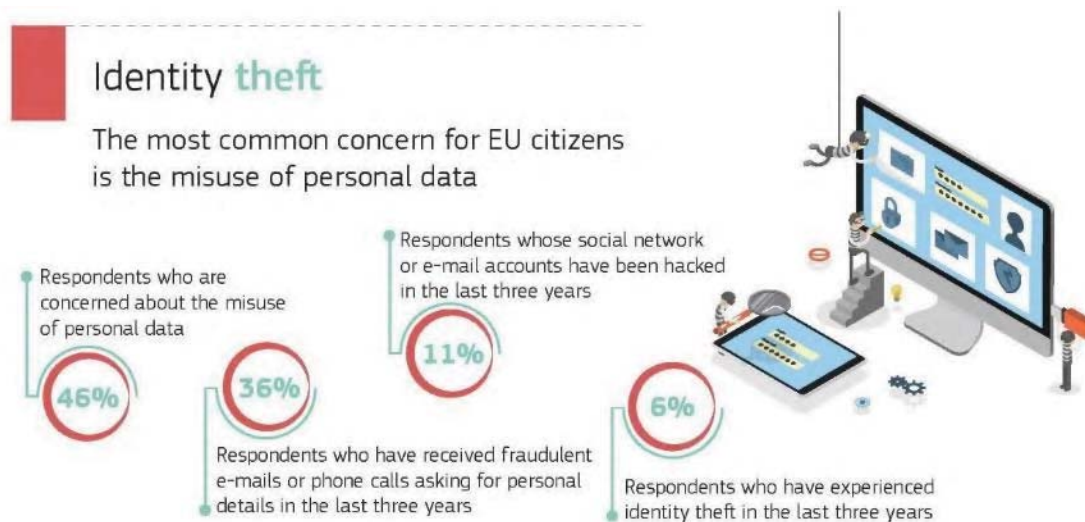 Identity theft
The most common concern for EU citizens
is the misuse of personal data
Respondents who are
concerned about the misuse
of personal data
46%
36%
Respondents who have received fraudulent
e-mails or phone calls asking for personal
details in the last three years
Respondents whose social network
or e-mail accounts have been hacked
in the last three years
11%
6%
Respondents who have experienced
identity theft in the last three years